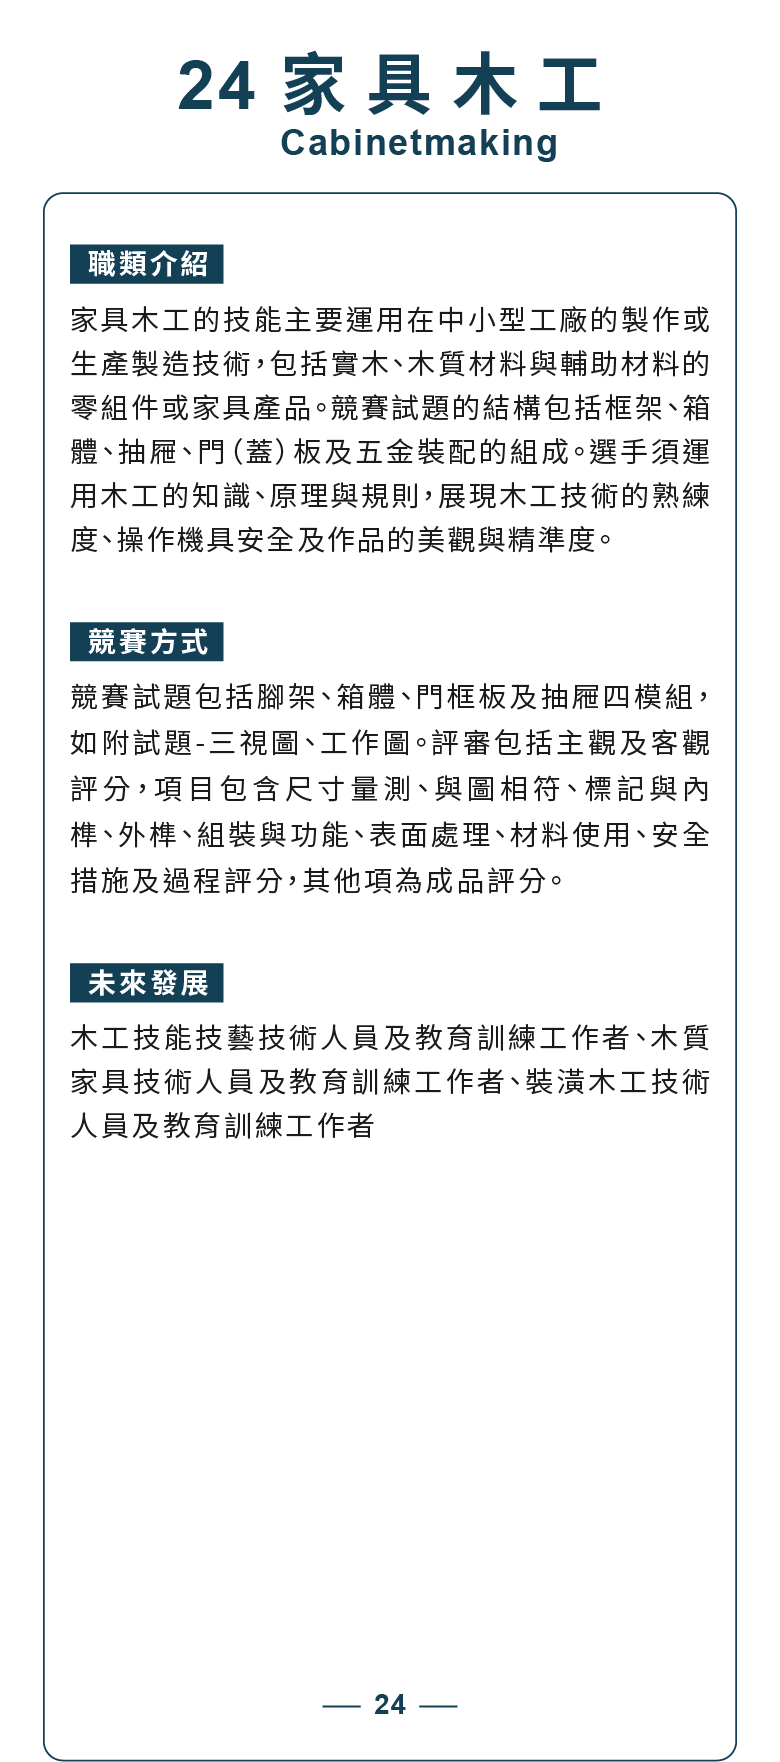 24 家具木工
Cabinetmaking
職類介紹
家具木工的技能主要運用在中小型工廠的製作或
生產製造技術，包括實木、木質材料與輔助材料的
零組件或家具產品。競賽試題的結構包括框架、箱
體、抽屜、門（蓋）板及五金裝配的組成。選手須運
用木工的知識、原理與規則，展現木工技術的熟練
度、操作機具安全及作品的美觀與精準度。
競賽方式
競賽試題包括腳架、箱體、門框板及抽屜四模組，
如附試題-三視圖、工作圖。評審包括主觀及客觀
評分，項目包含尺寸量測、與圖相符、標記與內
榫、外榫、組裝與功能、表面處理、材料使用、安全
措施及過程評分，其他項為成品評分。
未來發展
木工技能技藝技術人員及教育訓練工作者、木質
家具技術人員及教育訓練工作者、裝潢木工技術
人員及教育訓練工作者
24